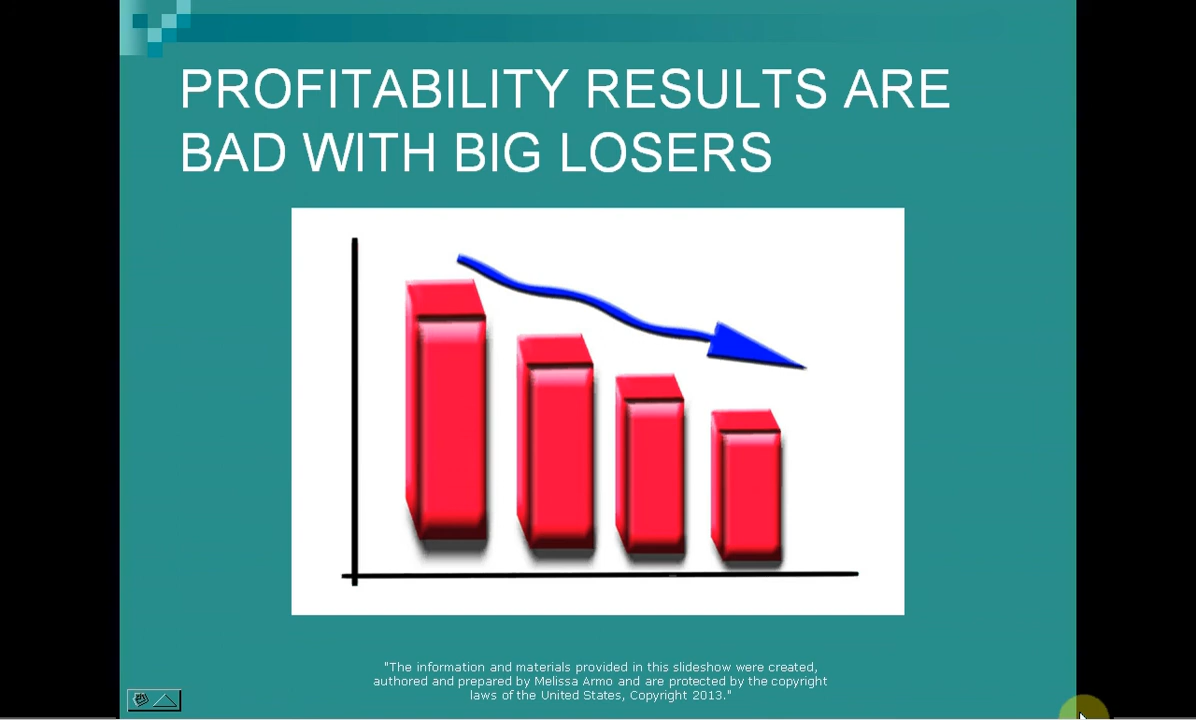 PROFITABILITY RESULTS ARE
BAD WITH BIG LOSERS
"The information and materials provided in this slideshow were created,
authored and prepared by Melissa Armo and are protected by the copyright
laws of the United States, Copyright 2013."